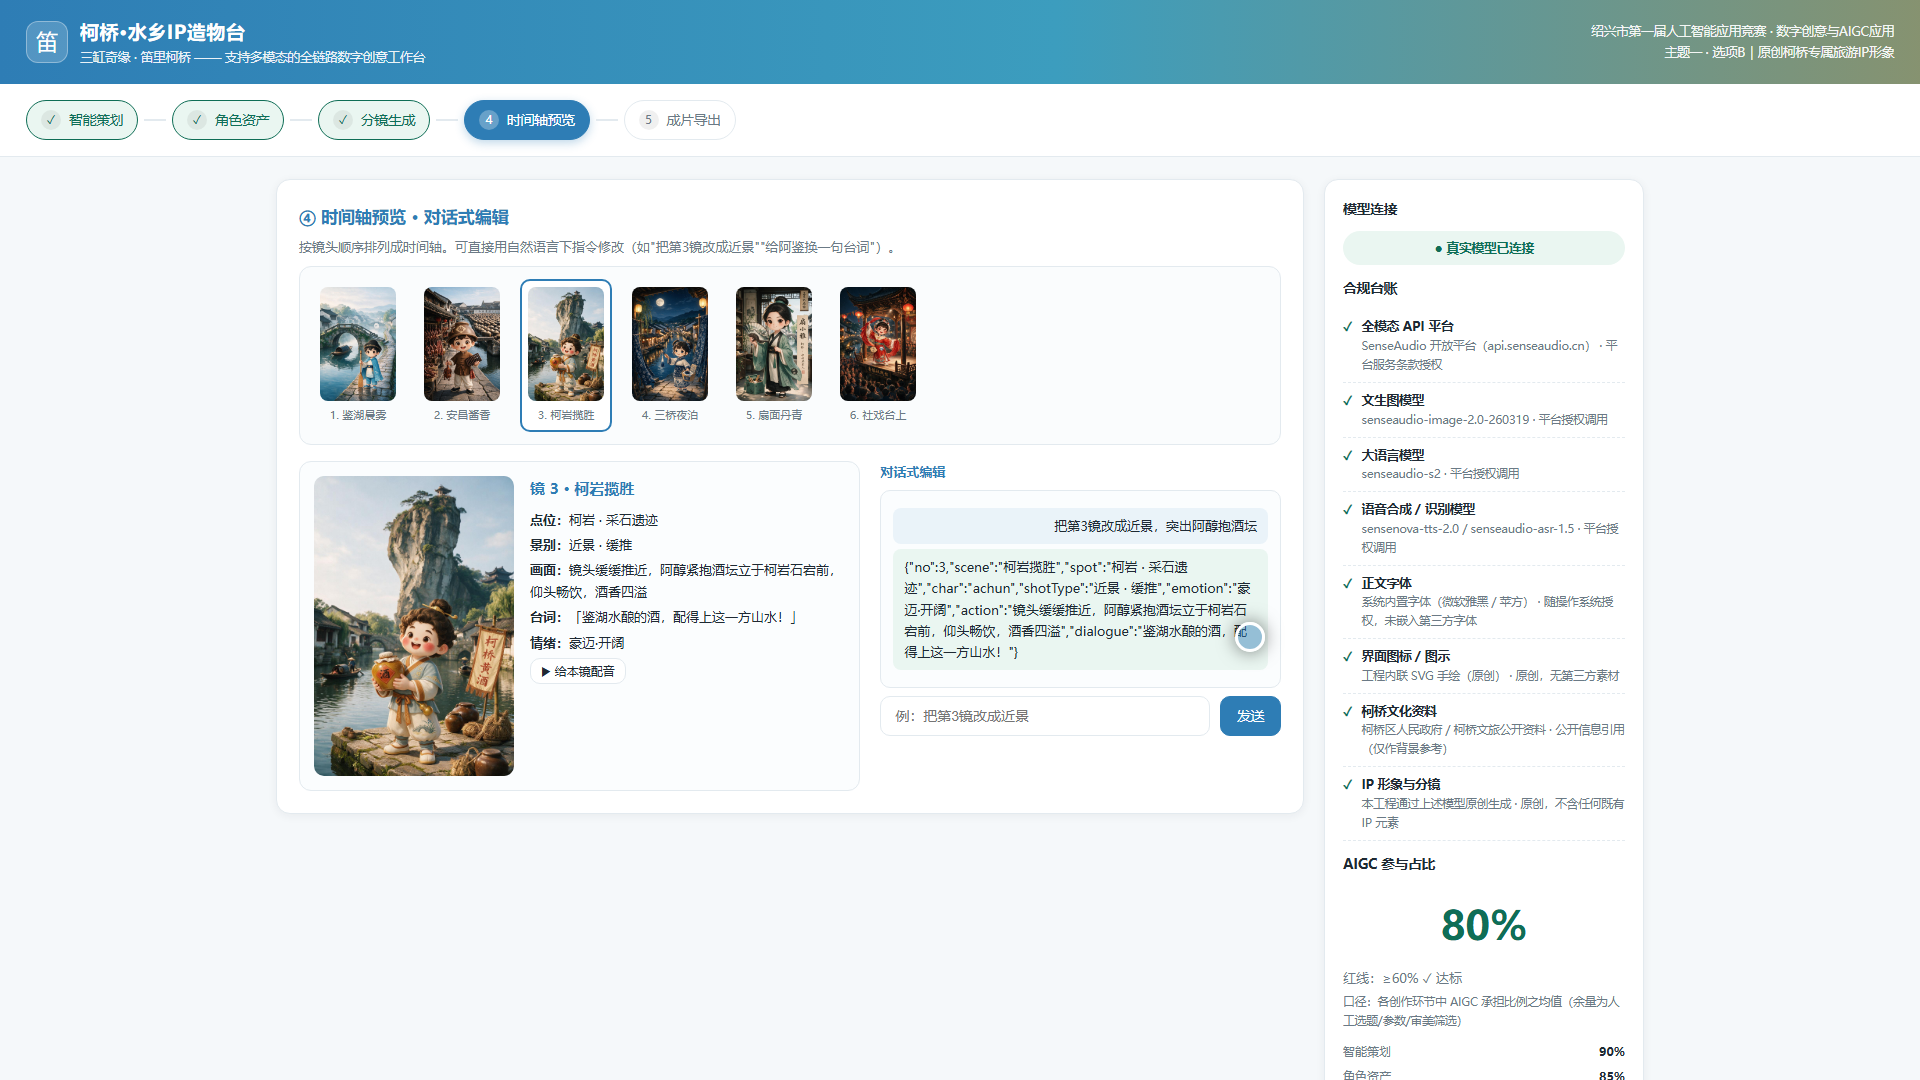 笛
柯桥·水乡IP造物台
三缸奇缘 · 笛里柯桥 —— 支持多模态的全链路数字创意工作台
绍兴市第一届人工智能应用竞赛 · 数字创意与AIGC应用
主题一 · 选项B | 原创柯桥专属旅游IP形象
✓ 智能策划
✓ 角色资产
✓ 分镜生成
4 时间轴预览
5 成片导出
④ 时间轴预览 · 对话式编辑
按镜头顺序排列成时间轴。可直接用自然语言下指令修改（如"把第3镜改成近景""给阿鉴换一句台词"）。
1. 鉴湖晨雾
2. 安昌酱香
3. 柯岩揽胜
4. 三桥夜泊
5. 扇面丹青
6. 社戏台上
柯桥黄酒
酒
镜 3 · 柯岩揽胜
点位：柯岩 · 采石遗迹
景别：近景 · 缓推
画面：镜头缓缓推近，阿醇紧抱酒坛立于柯岩石宕前，
仰头畅饮，酒香四溢
台词：「鉴湖水酿的酒，配得上这一方山水！」
情绪：豪迈·开阔
▶ 给本镜配音
对话式编辑
把第3镜改成近景，突出阿醇抱酒坛
{"no":3,"scene":"柯岩揽胜","spot":"柯岩 · 采石遗
迹","char":"achun","shotType":"近景 · 缓推","emotion":"豪
迈·开阔","action":"镜头缓缓推近，阿醇紧抱酒坛立于柯岩石
宕前，仰头畅饮，酒香四溢","dialogue":"鉴湖水酿的酒，配
得上这一方山水！"}
例：把第3镜改成近景
发送
模型连接
● 真实模型已连接
合规台账
✓ 全模态 API 平台
SenseAudio 开放平台（api.senseaudio.cn） · 平
台服务条款授权
✓ 文生图模型
senseaudio-image-2.0-260319 · 平台授权调用
✓ 大语言模型
senseaudio-s2 · 平台授权调用
✓ 语音合成 / 识别模型
sensenova-tts-2.0 / senseaudio-asr-1.5 · 平台授
权调用
✓ 正文字体
系统内置字体（微软雅黑 / 苹方） · 随操作系统授
权，未嵌入第三方字体
✓ 界面图标 / 图示
工程内联 SVG 手绘（原创） · 原创，无第三方素材
✓ 柯桥文化资料
柯桥区人民政府 / 柯桥文旅公开资料 · 公开信息引用
（仅作背景参考）
✓ IP 形象与分镜
本工程通过上述模型原创生成 · 原创，不含任何既有
IP 元素
AIGC 参与占比
80%
红线：≥60% ✓ 达标
口径：各创作环节中 AIGC 承担比例之均值（余量为人
工选题/参数/审美筛选）
智能策划 90%
角色资产 85%